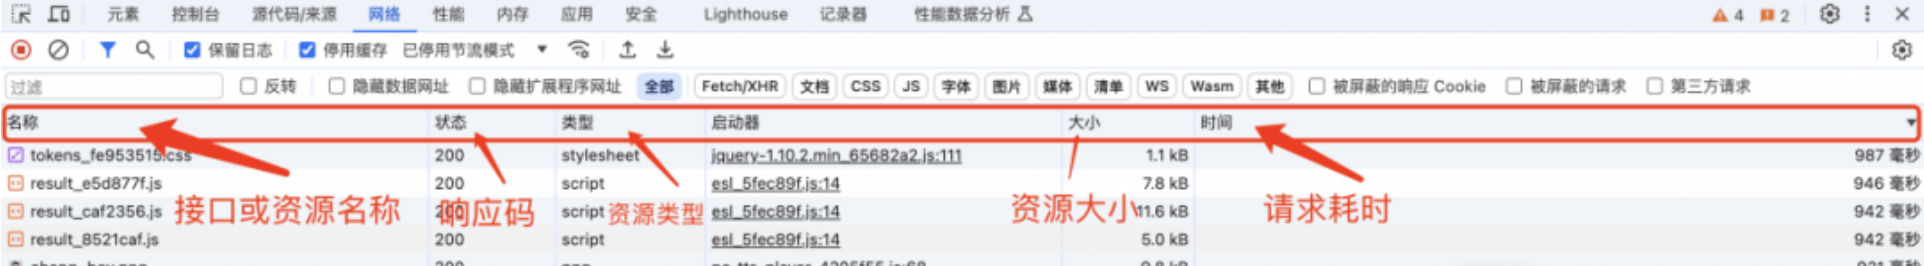 元素 控制台 源代码/来源 网络 性能 内存 应用 安全 Lighthouse 记录器 性能数据分析 4 2
保留日志 停用缓存 已停用节流模式
过滤 反转 隐藏数据网址 隐藏扩展程序网址 全部 Fetch/XHR 文档 CSS JS 字体 图片 媒体 清单 WS Wasm 其他 被屏蔽的响应 Cookie 被屏蔽的请求 第三方请求
名称 状态 类型 启动器 大小 时间
tokens_fe953515.css 200 stylesheet jquery-1.10.2.min_65682a2.js:111 1.1 kB 987 毫秒
result_e5d877f.js 200 script esl_5fec89f.js:14 7.8 kB 946 毫秒
接口或资源名称 响应码 资源类型 资源大小 请求耗时
result_caf2356.js 200 script esl_5fec89f.js:14 11.6 kB 942 毫秒
result_8521caf.js 200 script esl_5fec89f.js:14 5.0 kB 942 毫秒